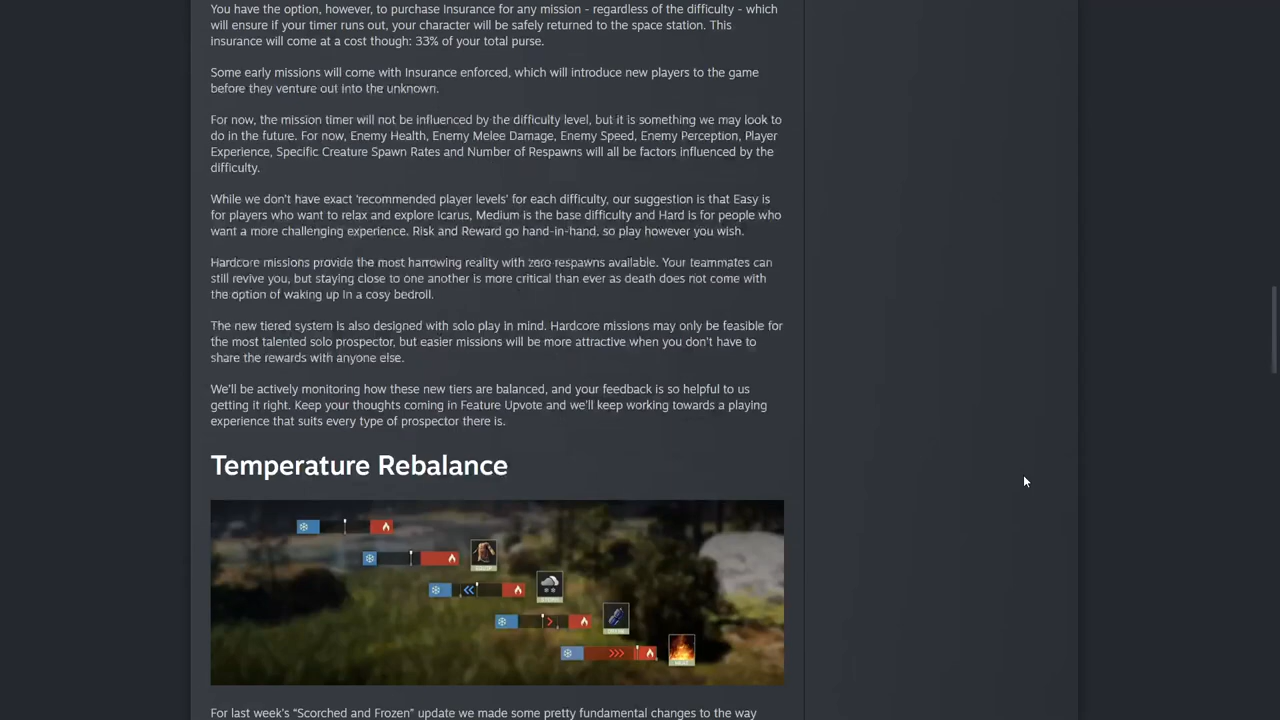 You have the option, however, to purchase Insurance for any mission - regardless of the difficulty - which
will ensure if your timer runs out, your character will be safely returned to the space station. This
insurance will come at a cost though: 33% of your total purse.
Some early missions will come with Insurance enforced, which will introduce new players to the game
before they venture out into the unknown.
For now, the mission timer will not be influenced by the difficulty level, but it is something we may look to
do in the future. For now, Enemy Health, Enemy Melee Damage, Enemy Speed, Enemy Perception, Player
Experience, Specific Creature Spawn Rates and Number of Respawns will all be factors influenced by the
difficulty.
While we don't have exact 'recommended player levels' for each difficulty, our suggestion is that Easy is
for players who want to relax and explore Icarus, Medium is the base difficulty and Hard is for people who
want a more challenging experience. Risk and Reward go hand-in-hand, so play however you wish.
Hardcore missions provide the most harrowing reality with zero respawns available. Your teammates can
still revive you, but staying close to one another is more critical than ever as death does not come with
the option of waking up in a cosy bedroll.
The new tiered system is also designed with solo play in mind. Hardcore missions may only be feasible for
the most talented solo prospector, but easier missions will be more attractive when you don't have to
share the rewards with anyone else.
We'll be actively monitoring how these new tiers are balanced, and your feedback is so helpful to us
getting it right. Keep your thoughts coming in Feature Upvote and we'll keep working towards a playing
experience that suits every type of prospector there is.
Temperature Rebalance
For last week's "Scorched and Frozen" update we made some pretty fundamental changes to the way